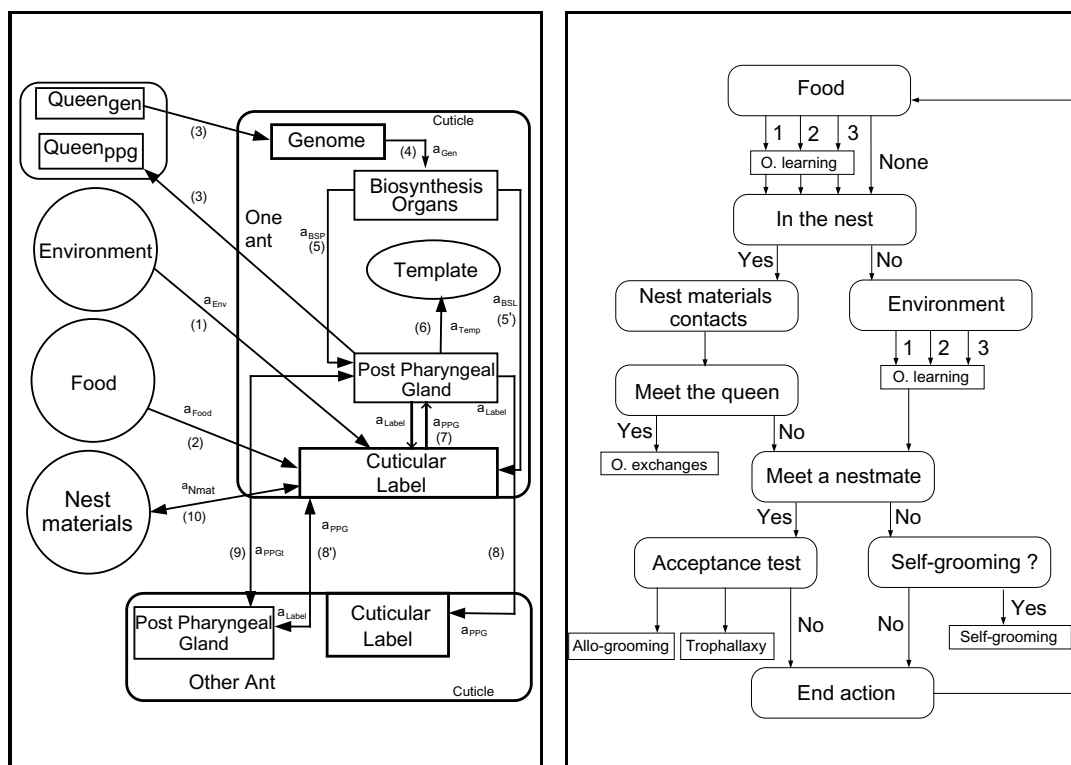 Queengen
Queenppg
(3)
(3)
Cuticle
Genome
(4)
aGen
Biosynthesis
Organs
One
ant
aBSP
(5)
Environment
Template
aEnv
(1)
aBSL
(5')
(6)
aTemp
Post Pharyngeal
Gland
Food
aFood
(2)
aLabel
aPPG
(7)
aLabel
Cuticular
Label
Nest
materials
aNmat
(10)
aPPG
(9)
aPPGt
(8')
(8)
Post Pharyngeal
Gland
aLabel
Cuticular
Label
aPPG
Other Ant
Cuticle
Food
1 2 3
O. learning
None
In the nest
Yes
No
Nest materials
contacts
Environment
1 2 3
O. learning
Meet the queen
Yes
No
O. exchanges
Meet a nestmate
Yes
No
Acceptance test
Self-grooming ?
No
No
Yes
Allo-grooming
Trophallaxy
Self-grooming
End action